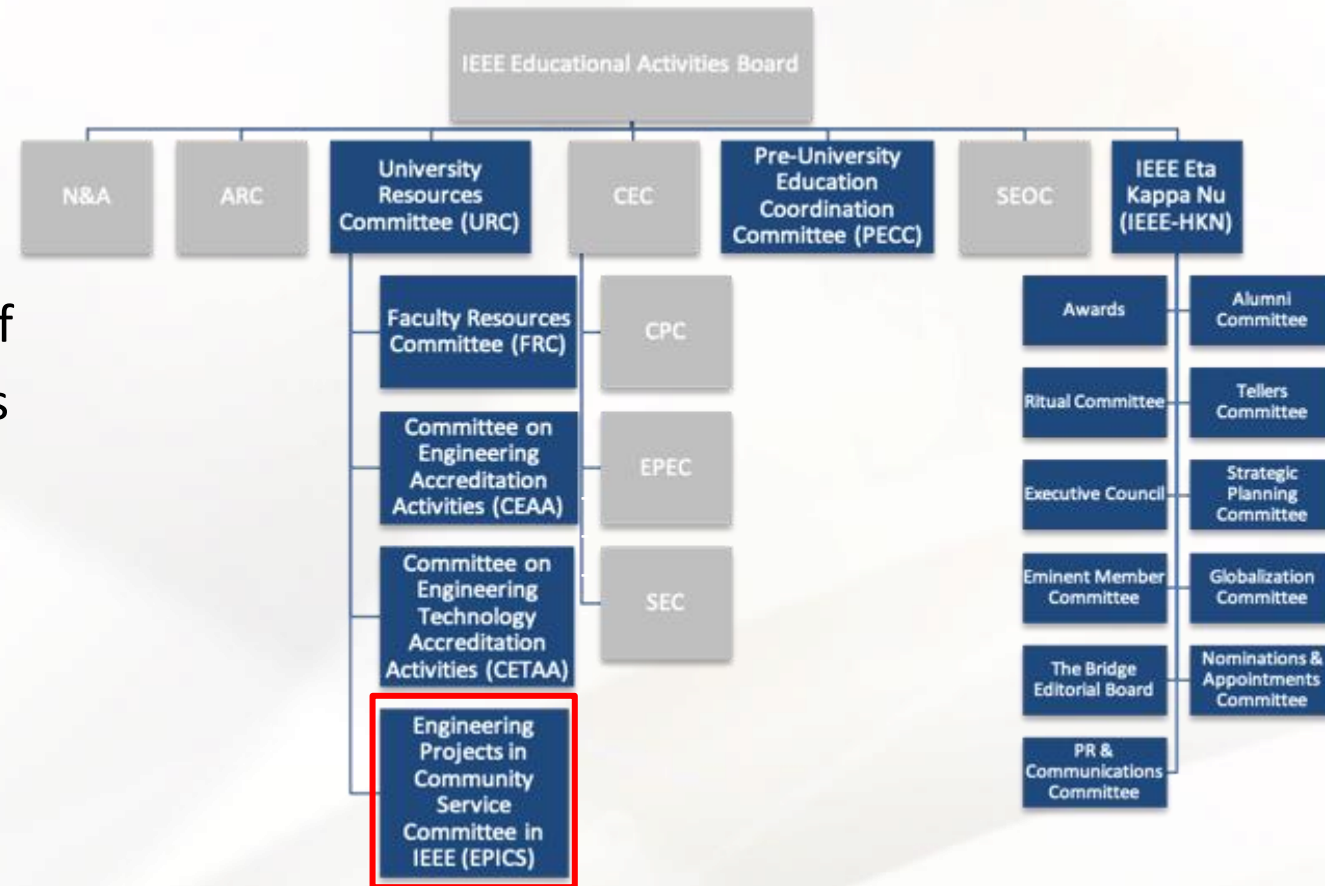 IEEE Educational Activities Board
N&A
ARC
University
Resources
Committee (URC)
CEC
Pre-University
Education
Coordination
Committee (PECC)
SEOC
IEEE Eta
Kappa Nu
(IEEE-HKN)
f
s
Faculty Resources
Committee (FRC)
Committee on
Engineering
Accreditation
Activities (CEAA)
Committee on
Engineering
Technology
Accreditation
Activities (CETAA)
Engineering
Projects in
Community
Service
Committee in
IEEE (EPICS)
CPC
EPEC
SEC
Awards
Alumni
Committee
Ritual Committee
Tellers
Committee
Executive Council
Strategic
Planning
Committee
Eminent Member
Committee
Globalization
Committee
The Bridge
Editorial Board
Nominations &
Appointments
Committee
PR &
Communications
Committee